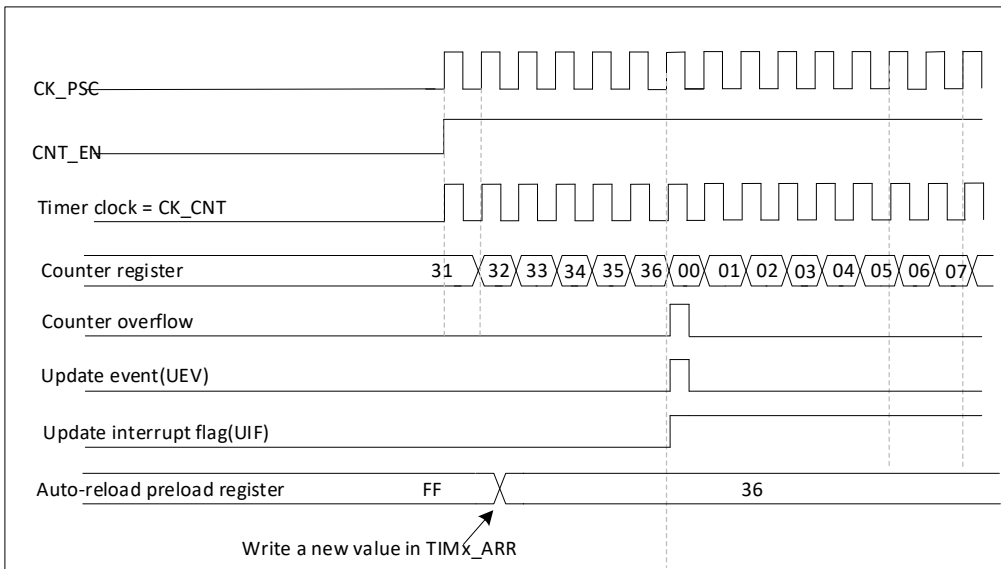 CK_PSC
CNT_EN
Timer clock = CK_CNT
Counter register 31 32 33 34 35 36 00 01 02 03 04 05 06 07
Counter overflow
Update event(UEV)
Update interrupt flag(UIF)
Auto-reload preload register FF 36
Write a new value in TIMx_ARR